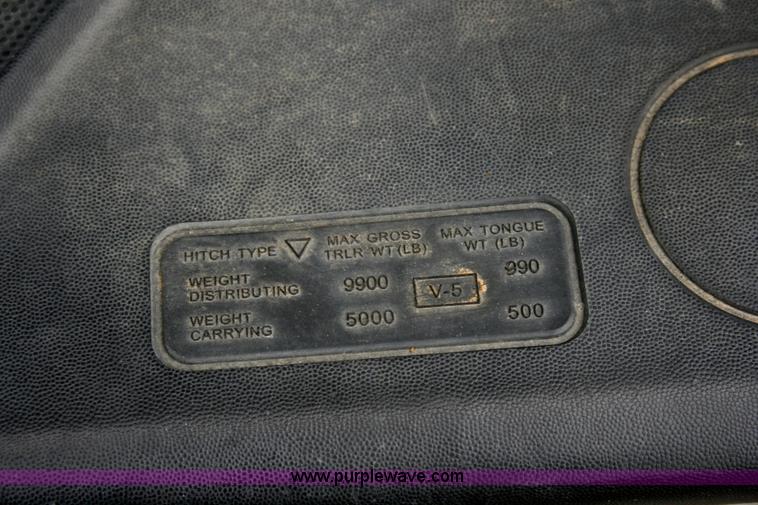 HITCH TYPE MAX GROSS TRLR WT (LB) MAX TONGUE WT (LB)
WEIGHT DISTRIBUTING 9900 990
V-5
WEIGHT CARRYING 5000 500
www.purplewave.com